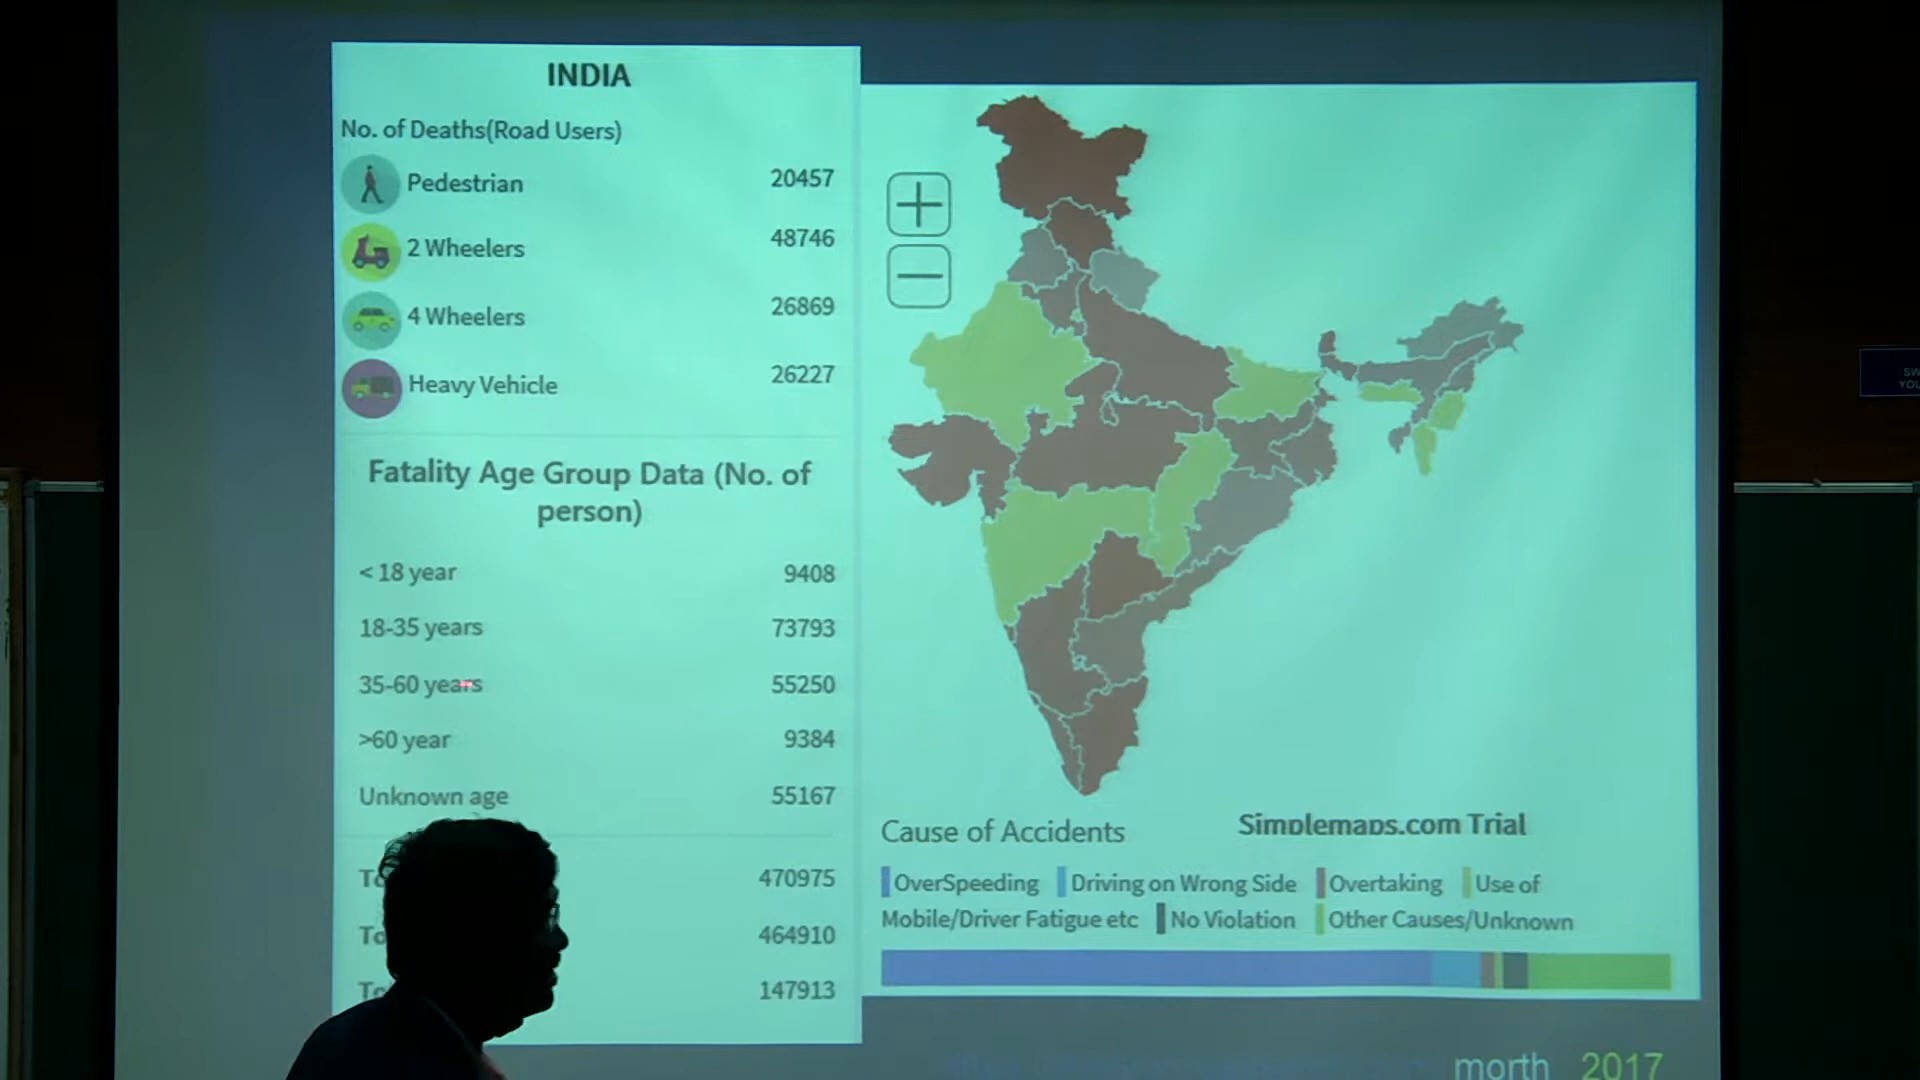 INDIA
No. of Deaths(Road Users)
Pedestrian 20457
2 Wheelers 48746
4 Wheelers 26869
Heavy Vehicle 26227
Fatality Age Group Data (No. of
person)
< 18 year 9408
18-35 years 73793
35-60 years 55250
>60 year 9384
Unknown age 55167
470975
464910
147913
Cause of Accidents
Simplemaps.com Trial
OverSpeeding Driving on Wrong Side Overtaking Use of
Mobile/Driver Fatigue etc No Violation Other Causes/Unknown
morth 2017